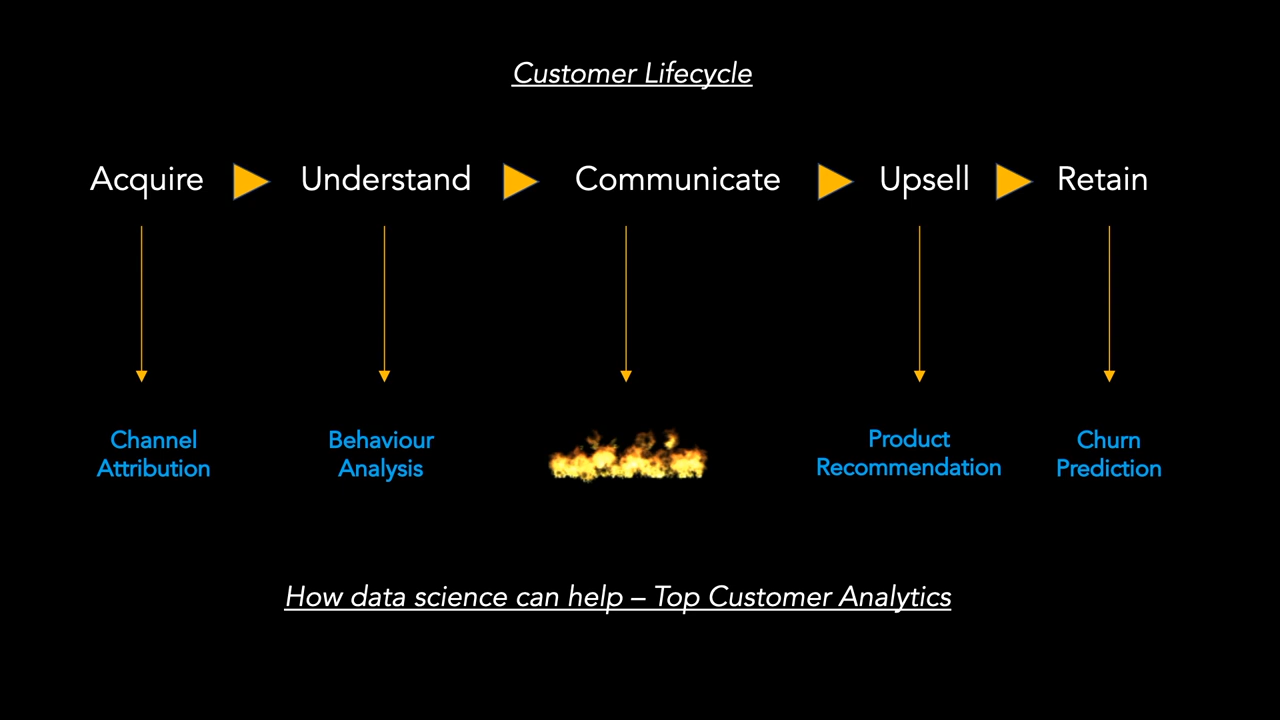 Customer Lifecycle
Acquire Understand Communicate Upsell Retain
Channel
Attribution
Behaviour
Analysis
Product
Recommendation
Churn
Prediction
How data science can help – Top Customer Analytics